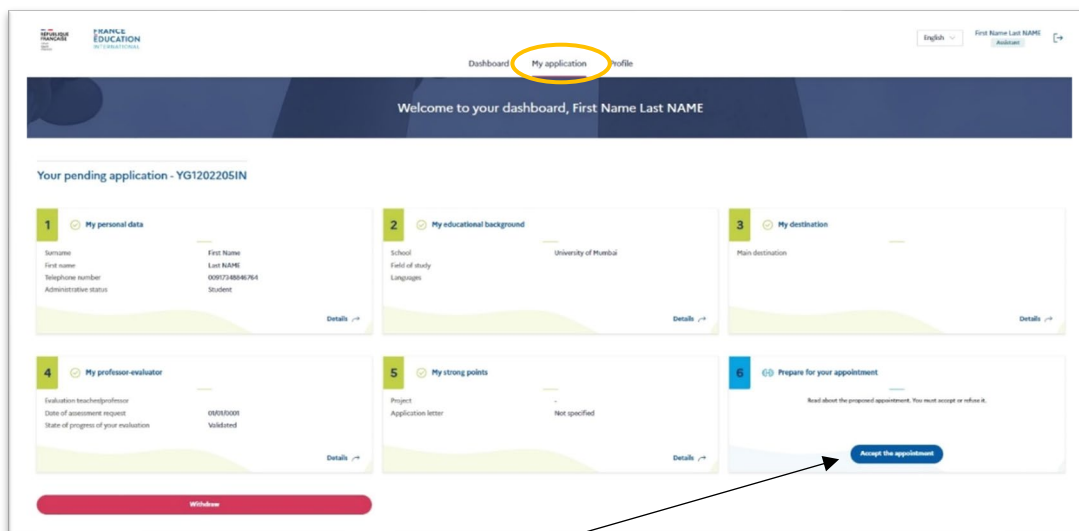 RÉPUBLIQUE
FRANÇAISE
FRANCE
ÉDUCATION
INTERNATIONAL
English
First Name Last NAME
Assistant
Dashboard My application Profile
Welcome to your dashboard, First Name Last NAME
Your pending application - YG1202205IN
1 My personal data
Surname First Name
First name Last NAME
Telephone number 00917348846764
Administrative status Student
Details
2 My educational background
School University of Mumbai
Field of study
Languages
Details
3 My destination
Main destination
Details
4 My professor-evaluator
Evaluation teacher/professor
Date of assessment request 01/01/0001
State of progress of your evaluation Validated
Details
5 My strong points
Project -
Application letter Not specified
Details
6 Prepare for your appointment
Read about the proposed appointment. You must accept or refuse it.
Accept the appointment
Withdraw